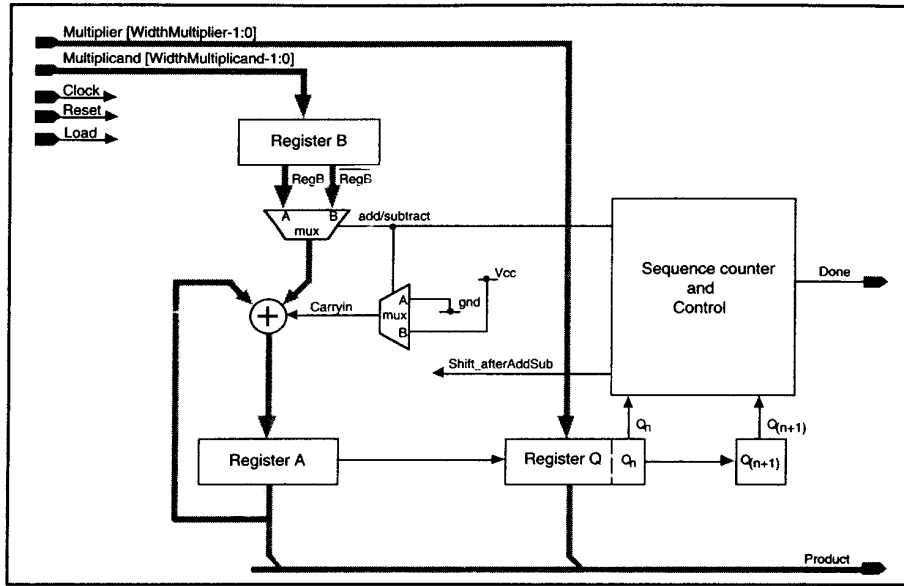 Multiplier [WidthMultiplier-1:0]
Multiplicand [WidthMultiplicand-1:0]
Clock
Reset
Load
Register B
RegB RegB
A B
mux
add/subtract
Vcc
gnd
A
mux
B
Carryin
+
Sequence counter
and
Control
Done
Shift_afterAddSub
Qn
Q(n+1)
Register A
Register Q
Qn
Q(n+1)
Product